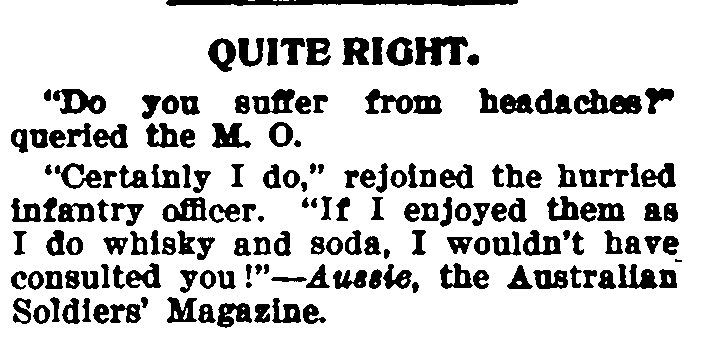 QUITE RIGHT.
"Do you suffer from headaches?"
queried the M. O.
"Certainly I do," rejoined the hurried
infantry officer. "If I enjoyed them as
I do whisky and soda, I wouldn't have
consulted you!"—Aussie, the Australian
Soldiers' Magazine.